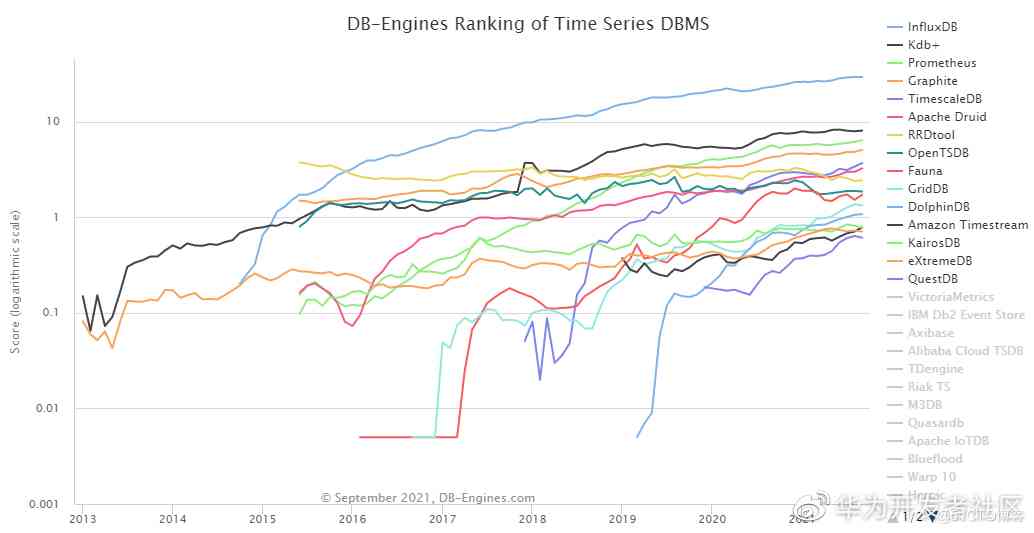 DB-Engines Ranking of Time Series DBMS
InfluxDB
Kdb+
Prometheus
Graphite
TimescaleDB
Apache Druid
RRDtool
OpenTSDB
Fauna
GridDB
DolphinDB
Amazon Timestream
KairosDB
eXtremeDB
QuestDB
VictoriaMetrics
IBM Db2 Event Store
Axibase
Alibaba Cloud TSDB
TDengine
Riak TS
M3DB
Quasardb
Apache IoTDB
Blueflood
Warp 10
1/2
Score (logarithmic scale)
10
1
0.1
0.01
0.001
© September 2021, DB-Engines.com
2013
2014
2015
2016
2017
2018
2019
2020
2021
华为开发者社区